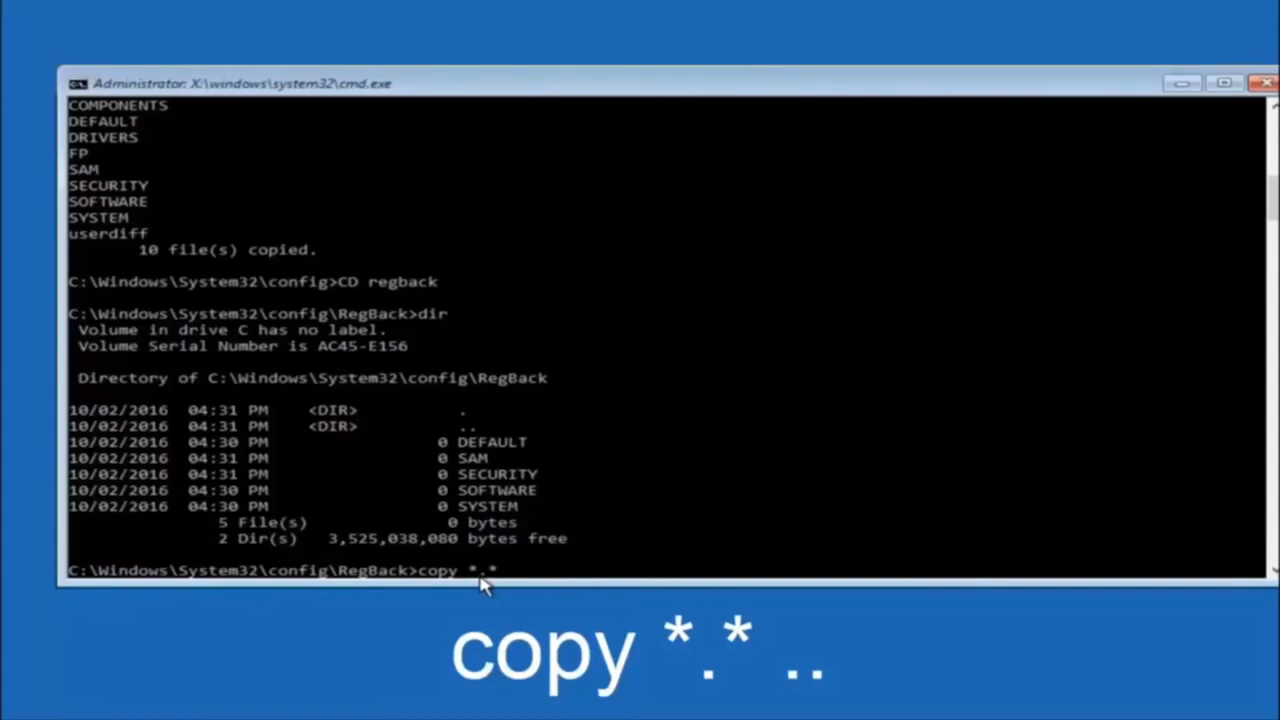 Administrator: X:\windows\system32\cmd.exe
COMPONENTS
DEFAULT
DRIVERS
FP
SAM
SECURITY
SOFTWARE
SYSTEM
userdiff
10 file(s) copied.
C:\Windows\System32\config>CD regback
C:\Windows\System32\config\RegBack>dir
Volume in drive C has no label.
Volume Serial Number is AC45-E156
Directory of C:\Windows\System32\config\RegBack
10/02/2016 04:31 PM <DIR> .
10/02/2016 04:31 PM <DIR> ..
10/02/2016 04:30 PM 0 DEFAULT
10/02/2016 04:31 PM 0 SAM
10/02/2016 04:31 PM 0 SECURITY
10/02/2016 04:30 PM 0 SOFTWARE
10/02/2016 04:30 PM 0 SYSTEM
5 File(s) 0 bytes
2 Dir(s) 3,525,038,080 bytes free
C:\Windows\System32\config\RegBack>copy *.*
copy *.* ..